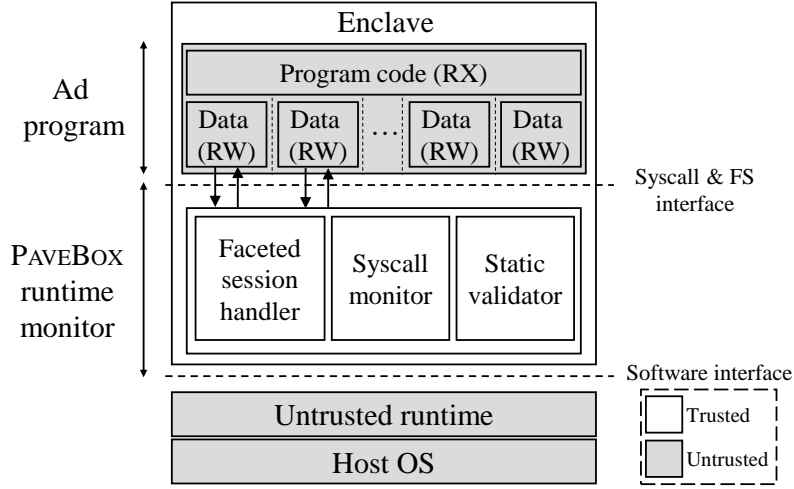 Enclave
Ad
program
Program code (RX)
Data
(RW)
Data
(RW)
...
Data
(RW)
Data
(RW)
Syscall & FS
interface
PAVEBOX
runtime
monitor
Faceted
session
handler
Syscall
monitor
Static
validator
Software interface
Untrusted runtime
Host OS
Trusted
Untrusted